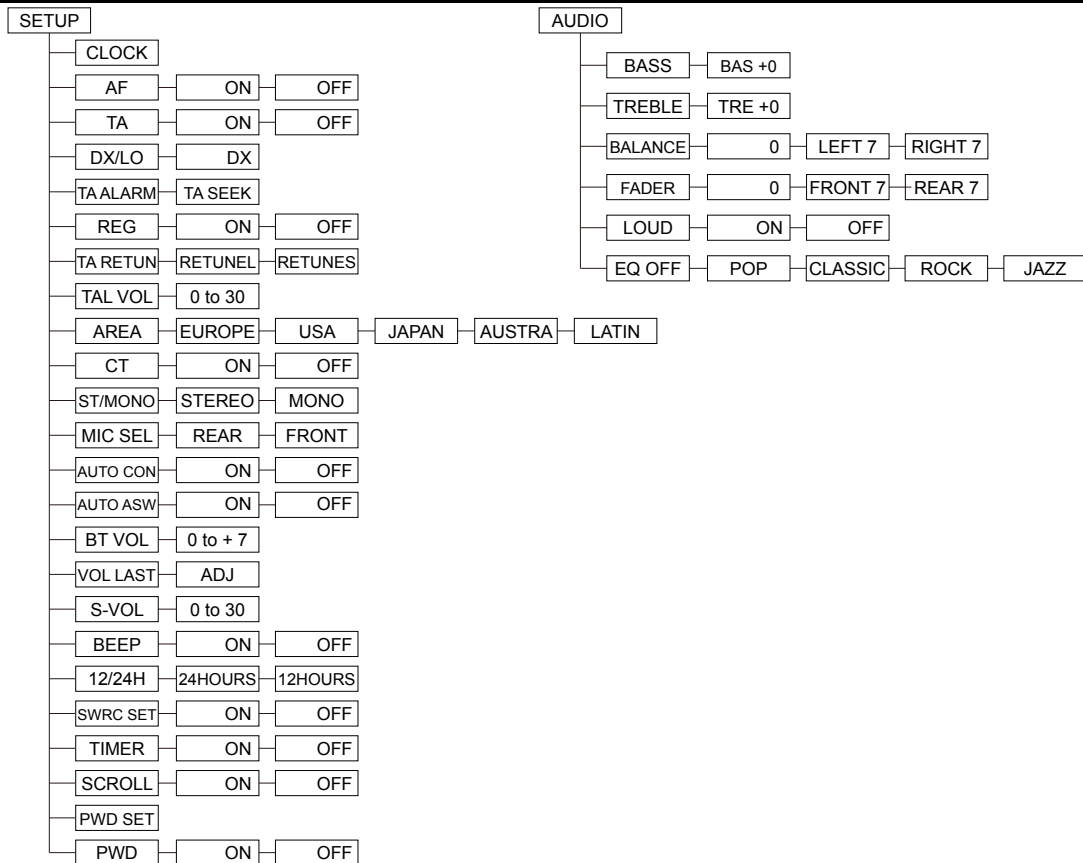 SETUP
CLOCK
AF ON OFF
TA ON OFF
DX/LO DX
TA ALARM TA SEEK
REG ON OFF
TA RETUN RETUNEL RETUNES
TAL VOL 0 to 30
AREA EUROPE USA JAPAN AUSTRA LATIN
CT ON OFF
ST/MONO STEREO MONO
MIC SEL REAR FRONT
AUTO CON ON OFF
AUTO ASW ON OFF
BT VOL 0 to + 7
VOL LAST ADJ
S-VOL 0 to 30
BEEP ON OFF
12/24H 24HOURS 12HOURS
SWRC SET ON OFF
TIMER ON OFF
SCROLL ON OFF
PWD SET
PWD ON OFF
AUDIO
BASS BAS +0
TREBLE TRE +0
BALANCE 0 LEFT 7 RIGHT 7
FADER 0 FRONT 7 REAR 7
LOUD ON OFF
EQ OFF POP CLASSIC ROCK JAZZ